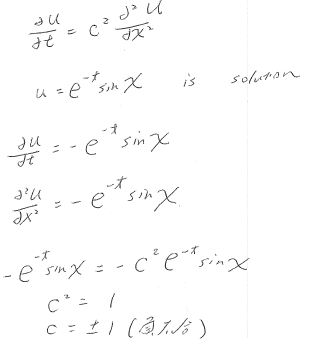 ∂u/∂t = c² ∂²u/∂x²
u = e^-t sin x is solution
∂u/∂t = -e^-t sin x
∂²u/∂x² = -e^-t sin x
-e^-t sin x = -c² e^-t sin x
c² = 1
c = ± 1